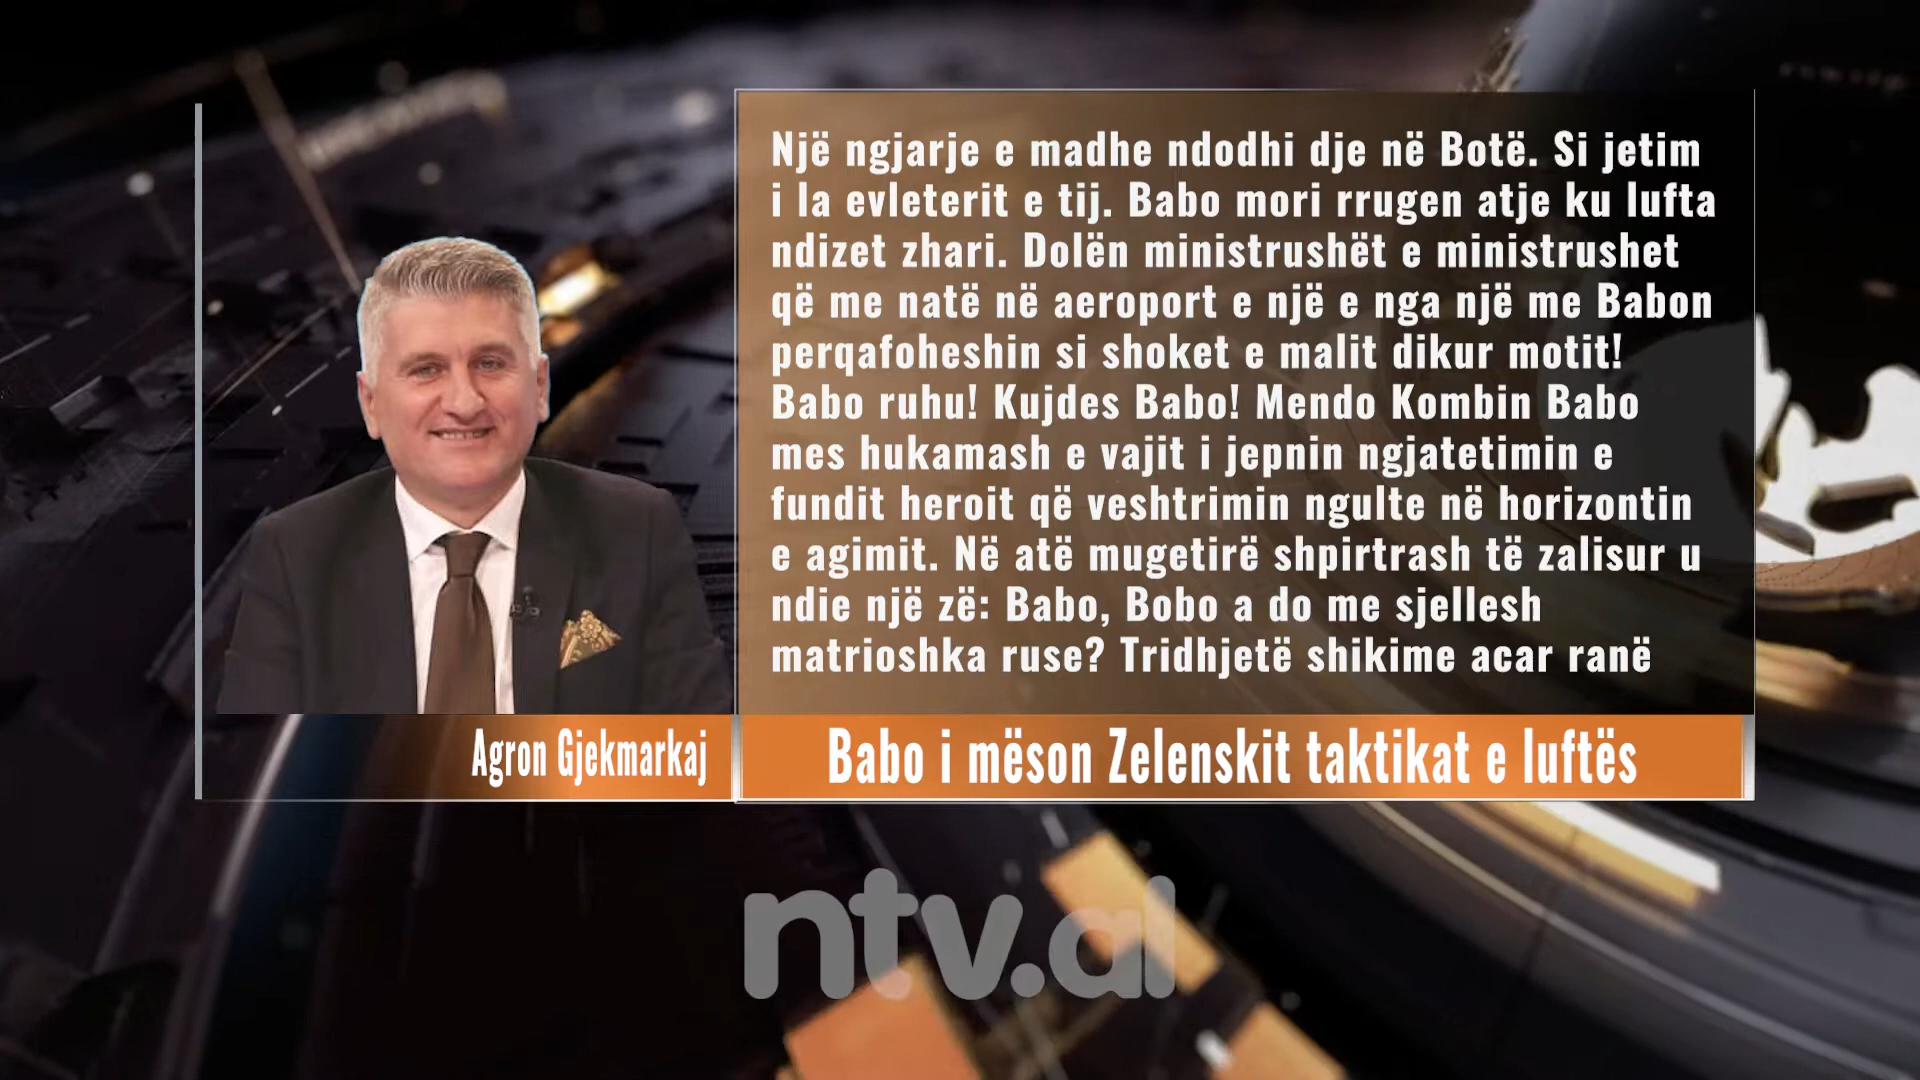 Një ngjarje e madhe ndodhi dje në Botë. Si jetim
i la evleterit e tij. Babo mori rrugen atje ku lufta
ndizet zhari. Dolën ministrushët e ministrushet
që me natë në aeroport e një e nga një me Babon
perqafoheshin si shoket e malit dikur motit!
Babo ruhu! Kujdes Babo! Mendo Kombin Babo
mes hukamash e vajit i jepnin ngjatetimin e
fundit heroit që veshtrimin ngulte në horizontin
e agimit. Në atë mugetirë shpirtrash të zalisur u
ndie një zë: Babo, Bobo a do me sjellesh
matrioshka ruse? Tridhjetë shikime acar ranë
Agron Gjekmarkaj
Babo i mëson Zelenskit taktikat e luftës
ntv.al